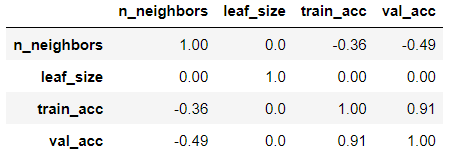 n_neighbors leaf_size train_acc val_acc
n_neighbors 1.00 0.0 -0.36 -0.49
leaf_size 0.00 1.0 0.00 0.00
train_acc -0.36 0.0 1.00 0.91
val_acc -0.49 0.0 0.91 1.00